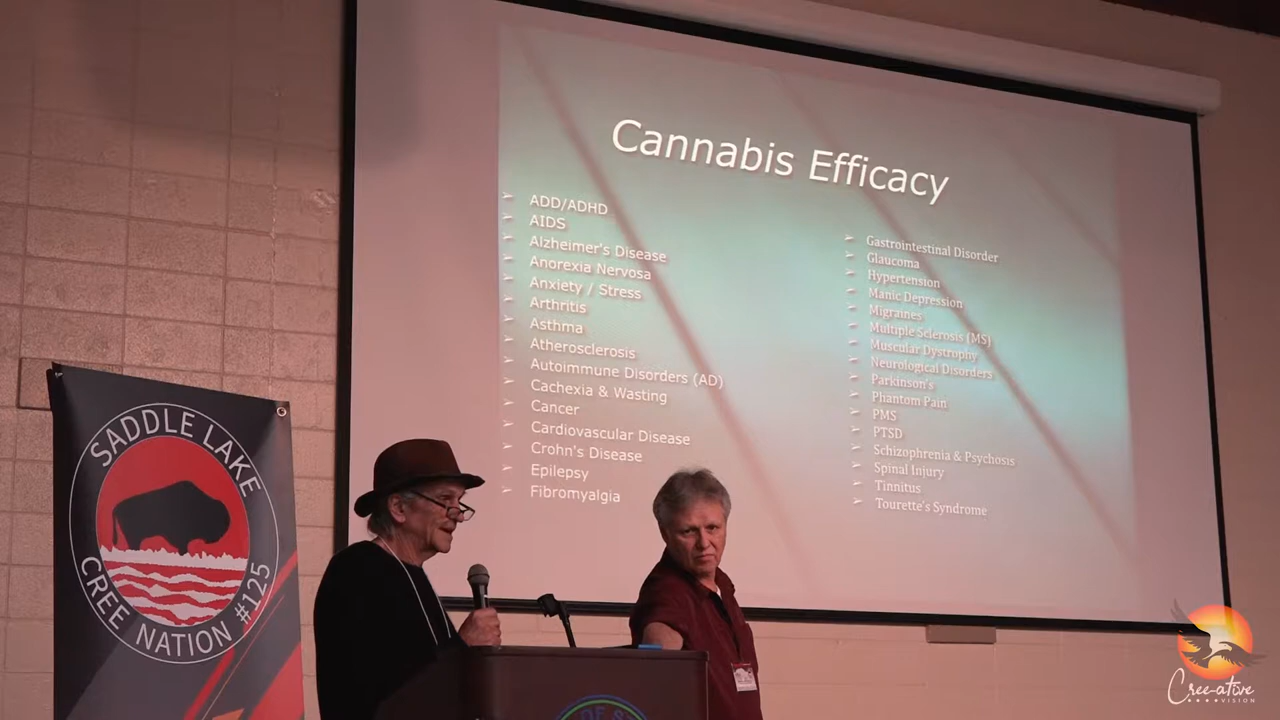 Cannabis Efficacy
ADD/ADHD
AIDS
Alzheimer's Disease
Anorexia Nervosa
Anxiety / Stress
Arthritis
Asthma
Atherosclerosis
Autoimmune Disorders (AD)
Cachexia & Wasting
Cancer
Cardiovascular Disease
Crohn's Disease
Epilepsy
Fibromyalgia
Gastrointestinal Disorder
Glaucoma
Hypertension
Manic Depression
Migraines
Multiple Sclerosis (MS)
Muscular Dystrophy
Neurological Disorders
Parkinson's
Phantom Pain
PMS
PTSD
Schizophrenia & Psychosis
Spinal Injury
Tinnitus
Tourette's Syndrome
SADDLE LAKE
CREE NATION #125
Cree-ative
VISION